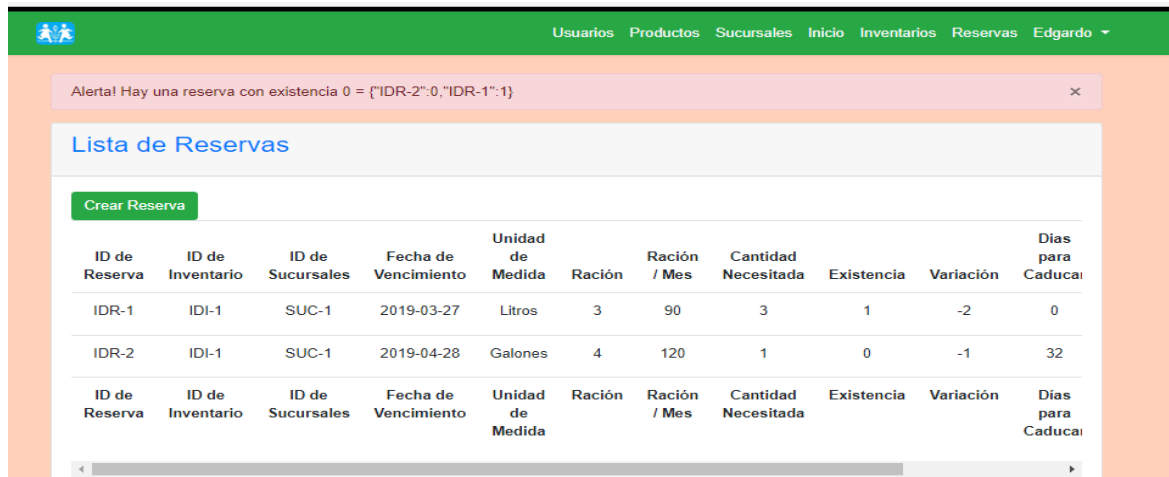 Usuarios Productos Sucursales Inicio Inventarios Reservas Edgardo
Alerta! Hay una reserva con existencia 0 = {"IDR-2":0,"IDR-1":1} ×
Lista de Reservas
Crear Reserva
ID de Reserva ID de Inventario ID de Sucursales Fecha de Vencimiento Unidad de Medida Ración Ración / Mes Cantidad Necesitada Existencia Variación Dias para Caducar
IDR-1 IDI-1 SUC-1 2019-03-27 Litros 3 90 3 1 -2 0
IDR-2 IDI-1 SUC-1 2019-04-28 Galones 4 120 1 0 -1 32
ID de Reserva ID de Inventario ID de Sucursales Fecha de Vencimiento Unidad de Medida Ración Ración / Mes Cantidad Necesitada Existencia Variación Días para Caducar